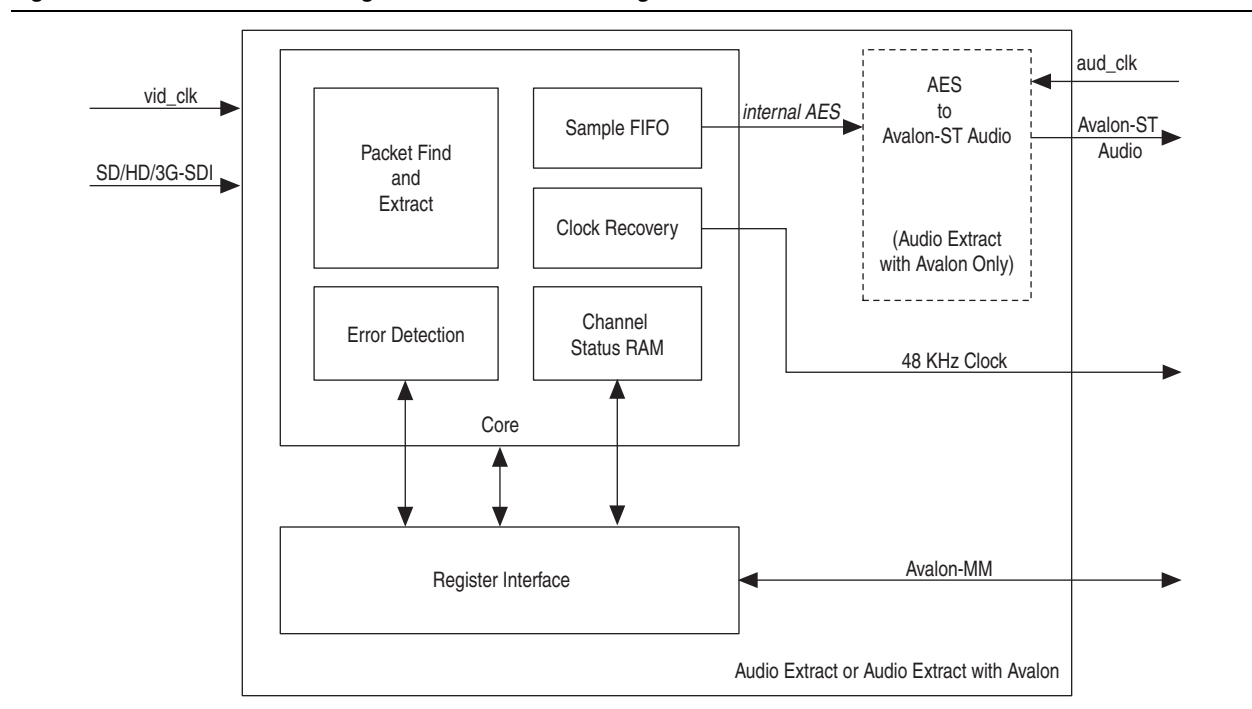 vid_clk
SD/HD/3G-SDI
Packet Find
and
Extract
Sample FIFO
Clock Recovery
Error Detection
Channel
Status RAM
Core
internal AES
AES
to
Avalon-ST Audio
(Audio Extract
with Avalon Only)
aud_clk
Avalon-ST
Audio
48 KHz Clock
Register Interface
Avalon-MM
Audio Extract or Audio Extract with Avalon